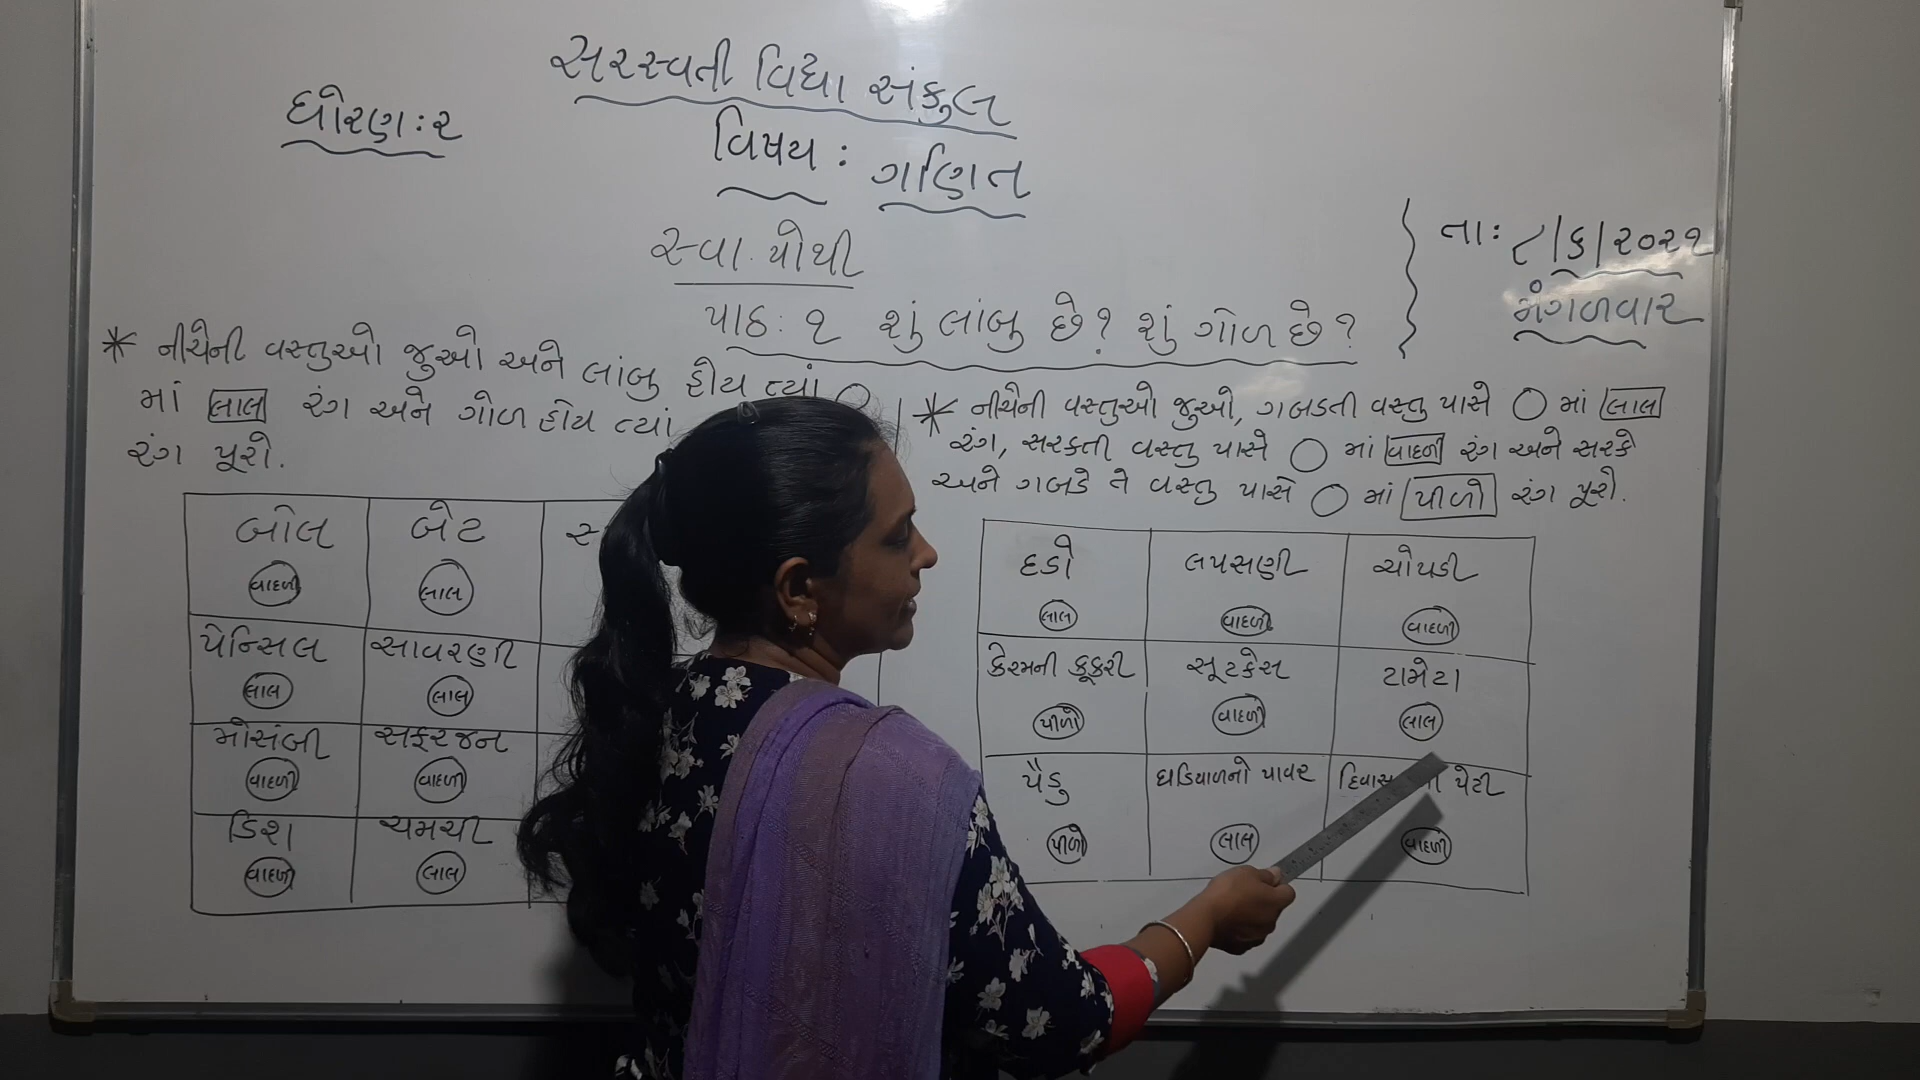 સરસ્વતી વિદ્યા સંકુલ
ધોરણ : ૨
વિષય : ગણિત
સ્વા. પોથી
તા : ૮/૬/૨૦૨૧
મંગળવાર
પાઠ : ૧ શું લાંબુ છે? શું ગોળ છે?
* નીચેની વસ્તુઓ જુઓ અને લાંબુ હોય ત્યાં
માં લાલ રંગ અને ગોળ હોય ત્યાં
રંગ પૂરો.
બોલ બેટ
વાદળી લાલ
પેન્સિલ સાવરણી
લાલ લાલ
મોસંબી સફરજન
વાદળી વાદળી
ડિશ ચમચી
વાદળી લાલ
* નીચેની વસ્તુઓ જુઓ, ગબડતી વસ્તુ પાસે ○ માં લાલ
રંગ, સરકતી વસ્તુ પાસે ○ માં વાદળી રંગ અને સરકે
અને ગબડે તે વસ્તુ પાસે ○ માં પીળો રંગ પૂરો.
દડો લપસણી ચોપડી
લાલ વાદળી વાદળી
કેરમની કૂકરી સૂટકેસ ટામેટા
પીળો વાદળી લાલ
પૈડુ ઘડિયાળનો પાવર પેટી
પીળો લાલ વાદળી